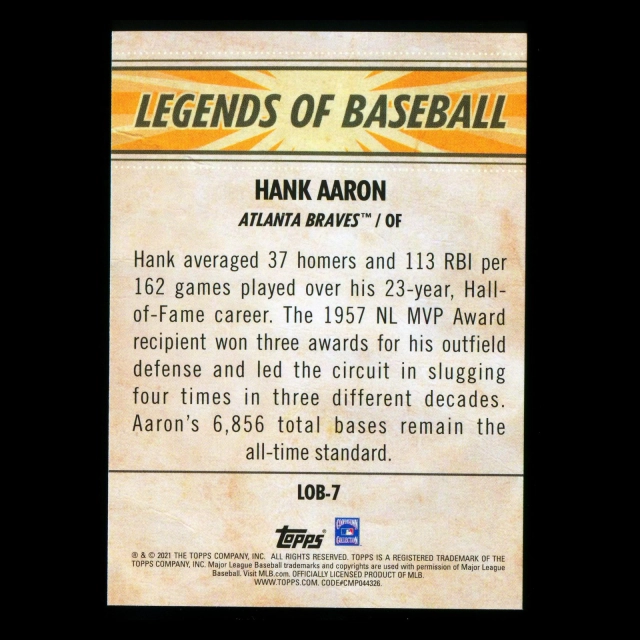 LEGENDS OF BASEBALL
HANK AARON
ATLANTA BRAVES™ / OF
Hank averaged 37 homers and 113 RBI per
162 games played over his 23-year, Hall-
of-Fame career. The 1957 NL MVP Award
recipient won three awards for his outfield
defense and led the circuit in slugging
four times in three different decades.
Aaron's 6,856 total bases remain the
all-time standard.
LOB-7
Topps®
COOPERSTOWN
COLLECTION
® & © 2021 THE TOPPS COMPANY, INC. ALL RIGHTS RESERVED. TOPPS IS A REGISTERED TRADEMARK OF THE
TOPPS COMPANY, INC. Major League Baseball trademarks and copyrights are used with permission of Major League
Baseball. Visit MLB.com. OFFICIALLY LICENSED PRODUCT OF MLB.
WWW.TOPPS.COM. CODE#CMP044326.